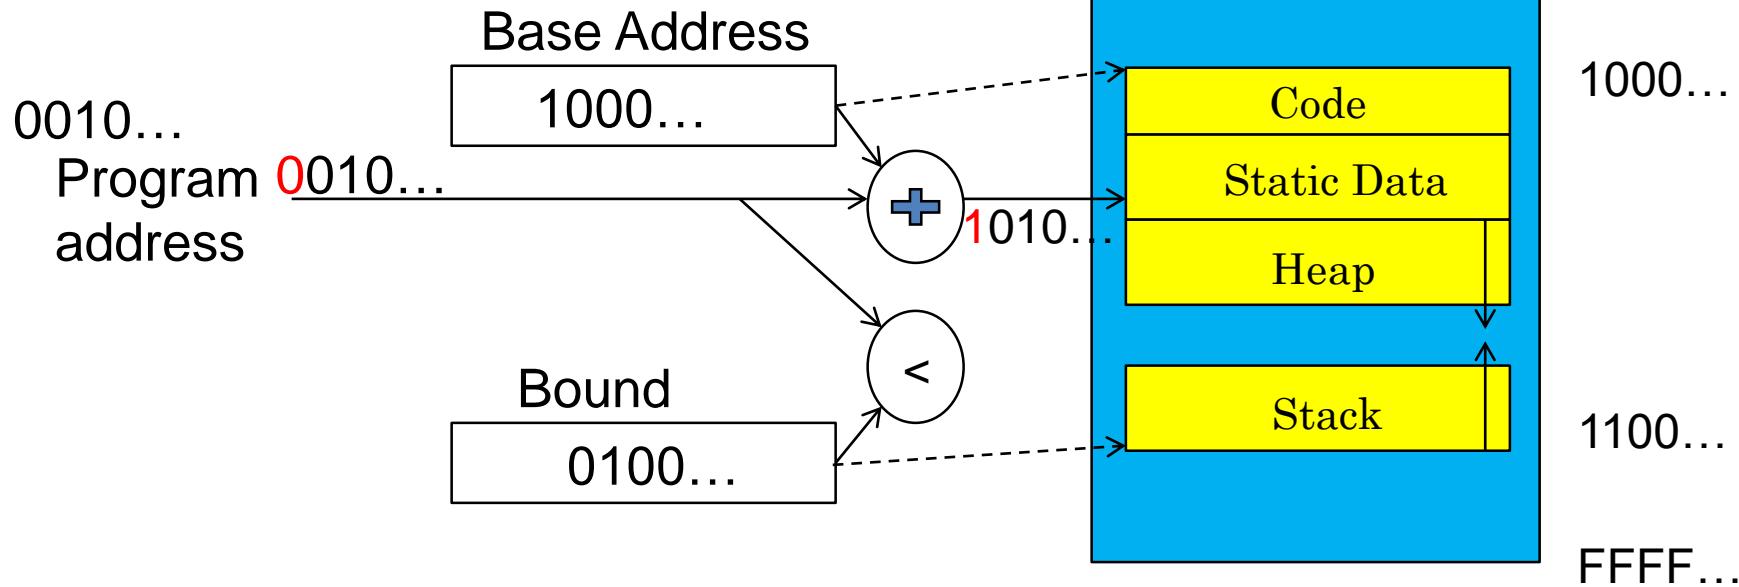 Base Address
1000…
0010…
Program 0010…
address
1010…
Bound
0100…
<
Code
Static Data
Heap
Stack
1000…
1100…
FFFF…